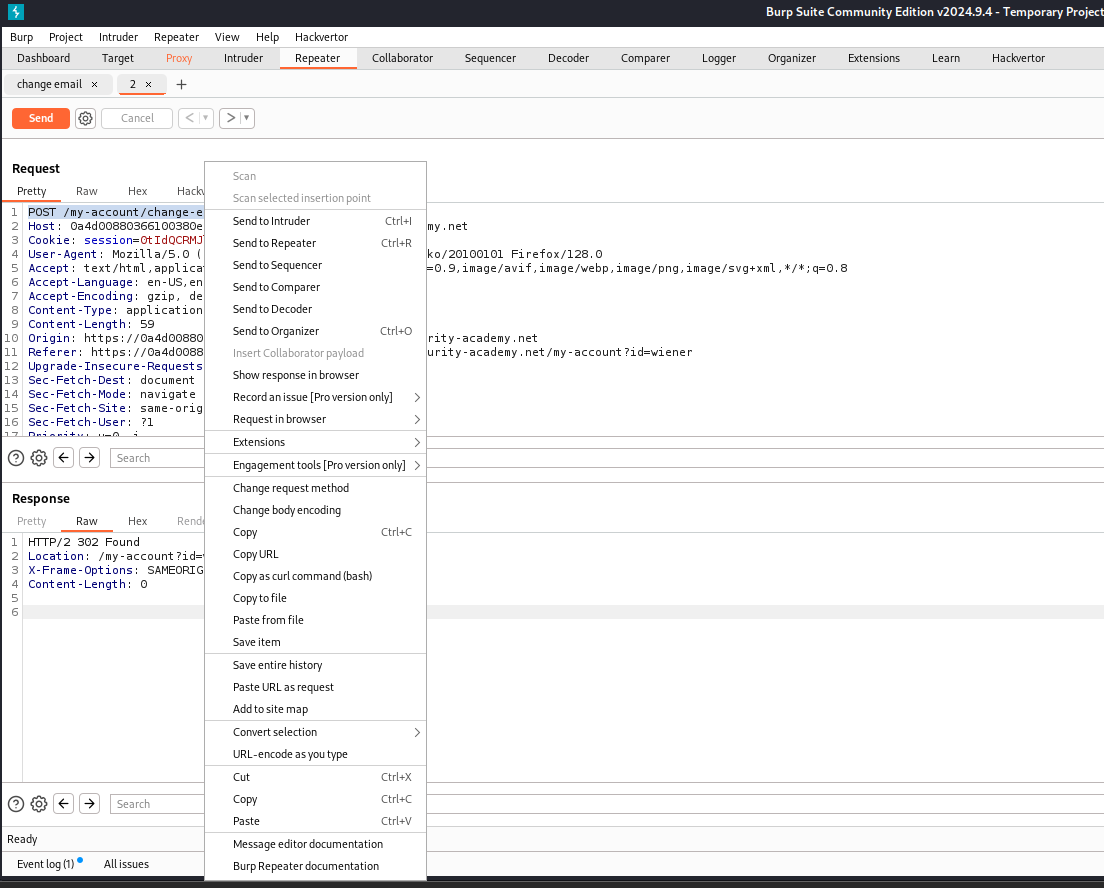 Burp Suite Community Edition v2024.9.4 - Temporary Project
Burp Project Intruder Repeater View Help Hackvertor
Dashboard Target Proxy Intruder Repeater Collaborator Sequencer Decoder Comparer Logger Organizer Extensions Learn Hackvertor
change email × 2 × +
Send Cancel < >
Request
Pretty Raw Hex Hackv
1 POST /my-account/change-e
2 Host: 0a4d00880366100380e my.net
3 Cookie: session=0tIdQCRMJ
4 User-Agent: Mozilla/5.0 ( ko/20100101 Firefox/128.0
5 Accept: text/html,applicat =0.9,image/avif,image/webp,image/png,image/svg+xml,*/*;q=0.8
6 Accept-Language: en-US,en
7 Accept-Encoding: gzip, de
8 Content-Type: application
9 Content-Length: 59
10 Origin: https://0a4d00880 rity-academy.net
11 Referer: https://0a4d0088 urity-academy.net/my-account?id=wiener
12 Upgrade-Insecure-Requests
13 Sec-Fetch-Dest: document
14 Sec-Fetch-Mode: navigate
15 Sec-Fetch-Site: same-orig
16 Sec-Fetch-User: ?1
17 Priority: u=0, i
Search
Response
Pretty Raw Hex Rende
1 HTTP/2 302 Found
2 Location: /my-account?id=w
3 X-Frame-Options: SAMEORIG
4 Content-Length: 0
5
6
Search
Ready
Event log (1) All issues
Scan
Scan selected insertion point
Send to Intruder Ctrl+I
Send to Repeater Ctrl+R
Send to Sequencer
Send to Comparer
Send to Decoder
Send to Organizer Ctrl+O
Insert Collaborator payload
Show response in browser
Record an issue [Pro version only] >
Request in browser >
Extensions >
Engagement tools [Pro version only] >
Change request method
Change body encoding
Copy Ctrl+C
Copy URL
Copy as curl command (bash)
Copy to file
Paste from file
Save item
Save entire history
Paste URL as request
Add to site map
Convert selection >
URL-encode as you type
Cut Ctrl+X
Copy Ctrl+C
Paste Ctrl+V
Message editor documentation
Burp Repeater documentation